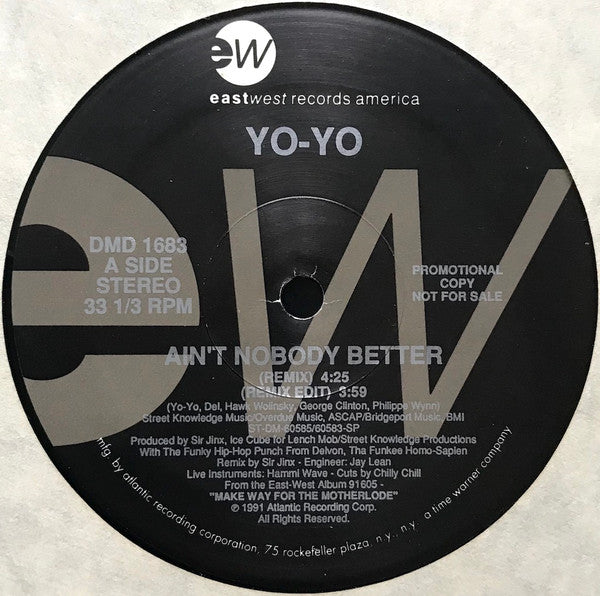 ew
eastwest records america
YO-YO
ew
DMD 1683
A SIDE
STEREO
33 1/3 RPM
PROMOTIONAL
COPY
NOT FOR SALE
AIN'T NOBODY BETTER
(REMIX) 4:25
(REMIX EDIT) 3:59
(Yo-Yo, Del, Hawk Wolinsky, George Clinton, Philippe Wynn)
Street Knowledge Music/Overdue Music, ASCAP/Bridgeport Music, BMI
ST-DM-60585/60583-SP
Produced by Sir Jinx, Ice Cube for Lench Mob/Street Knowledge Productions
With The Funky Hip-Hop Punch From Delvon, Tha Funkee Homo-Sapien
Remix by Sir Jinx - Engineer: Jay Lean
Live Instruments: Hammi Wave - Cuts by Chilly Chill
From the East-West Album 91605 -
"MAKE WAY FOR THE MOTHERLODE"
℗ 1991 Atlantic Recording Corp.
All Rights Reserved.
mfg. by atlantic recording corporation, 75 rockefeller plaza, n.y., n.y. a time warner company